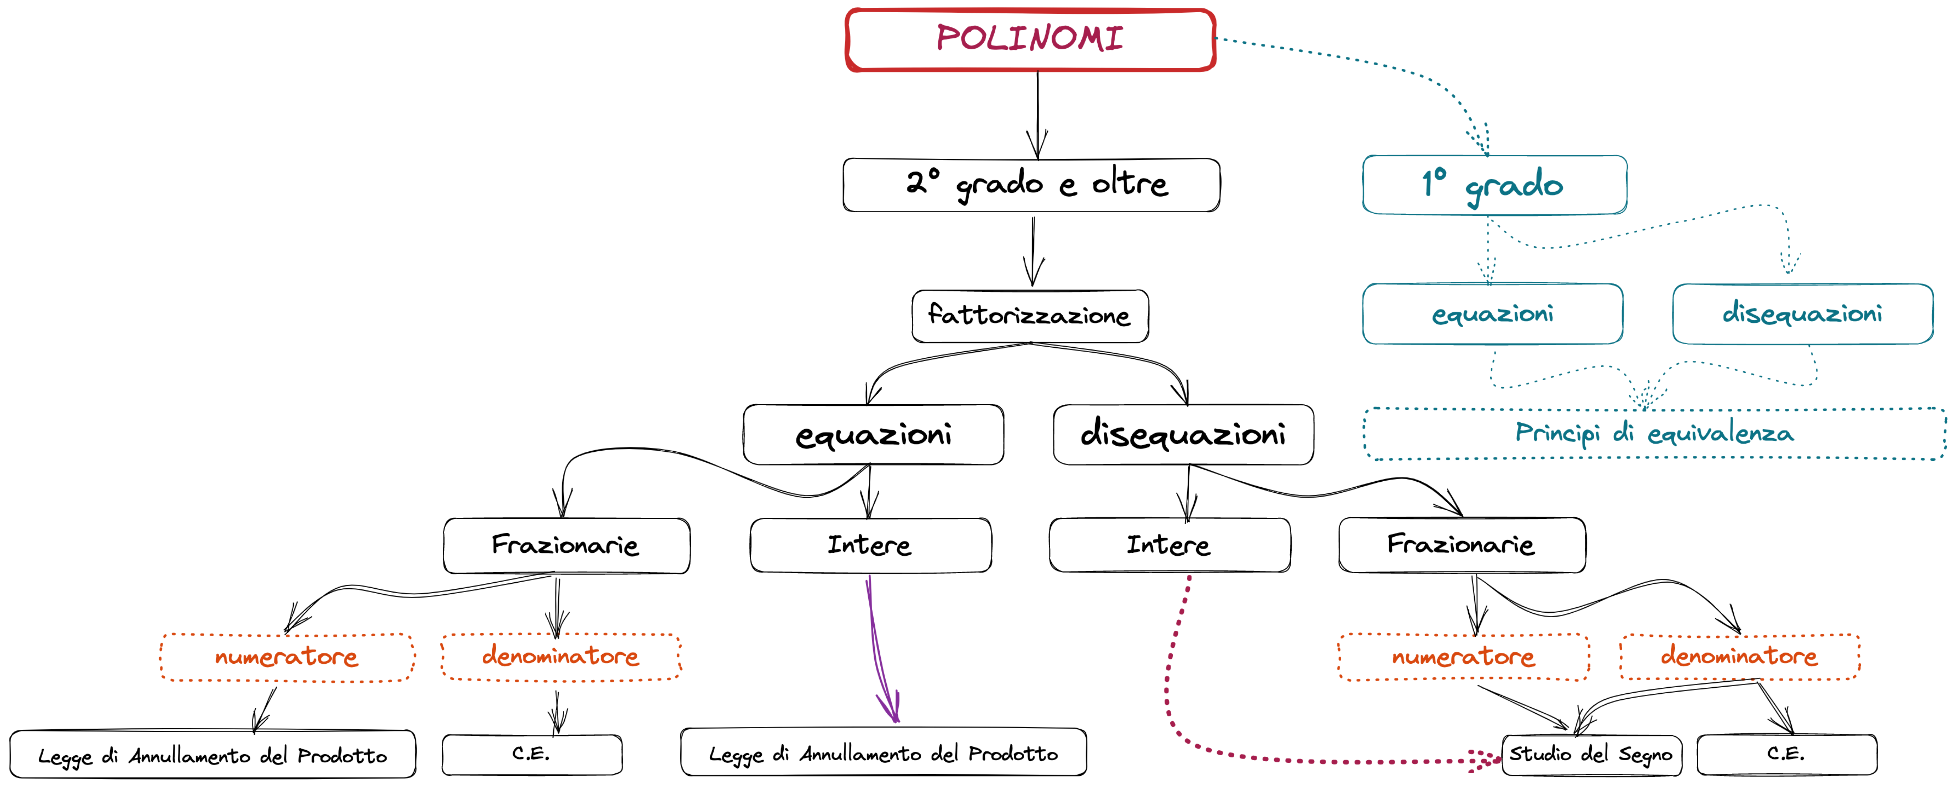 POLINOMI
2° grado e oltre
1° grado
fattorizzazione
equazioni
disequazioni
equazioni
disequazioni
Principi di equivalenza
Frazionarie
Intere
Intere
Frazionarie
numeratore
denominatore
numeratore
denominatore
Legge di Annullamento del Prodotto
C.E.
Legge di Annullamento del Prodotto
Studio del Segno
C.E.